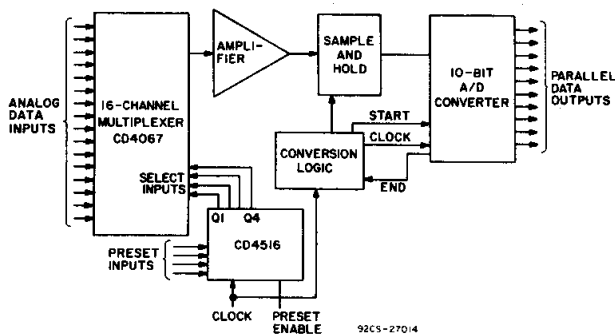 ANALOG
DATA
INPUTS
16-CHANNEL
MULTIPLEXER
CD4067
AMPLI-
FIER
SAMPLE
AND
HOLD
10-BIT
A/D
CONVERTER
PARALLEL
DATA
OUTPUTS
START
CLOCK
END
CONVERSION
LOGIC
SELECT
INPUTS
Q1 Q4
CD4516
PRESET
INPUTS
CLOCK
PRESET
ENABLE
92CS-27014